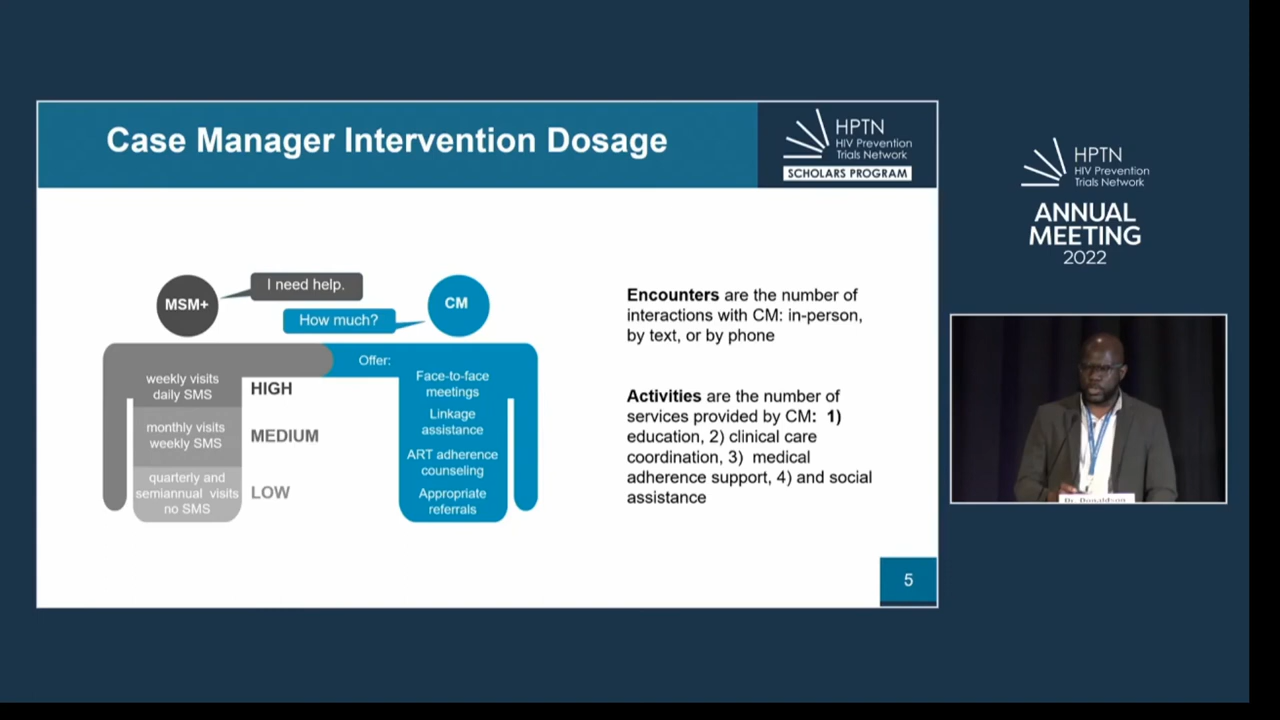 Case Manager Intervention Dosage
HPTN
HIV Prevention
Trials Network
SCHOLARS PROGRAM
MSM+
I need help.
How much?
CM
Offer:
weekly visits
daily SMS
HIGH
monthly visits
weekly SMS
MEDIUM
quarterly and
semiannual visits
no SMS
LOW
Face-to-face
meetings
Linkage
assistance
ART adherence
counseling
Appropriate
referrals
Encounters are the number of
interactions with CM: in-person,
by text, or by phone
Activities are the number of
services provided by CM: 1)
education, 2) clinical care
coordination, 3) medical
adherence support, 4) and social
assistance
5
HPTN
HIV Prevention
Trials Network
ANNUAL
MEETING
2022